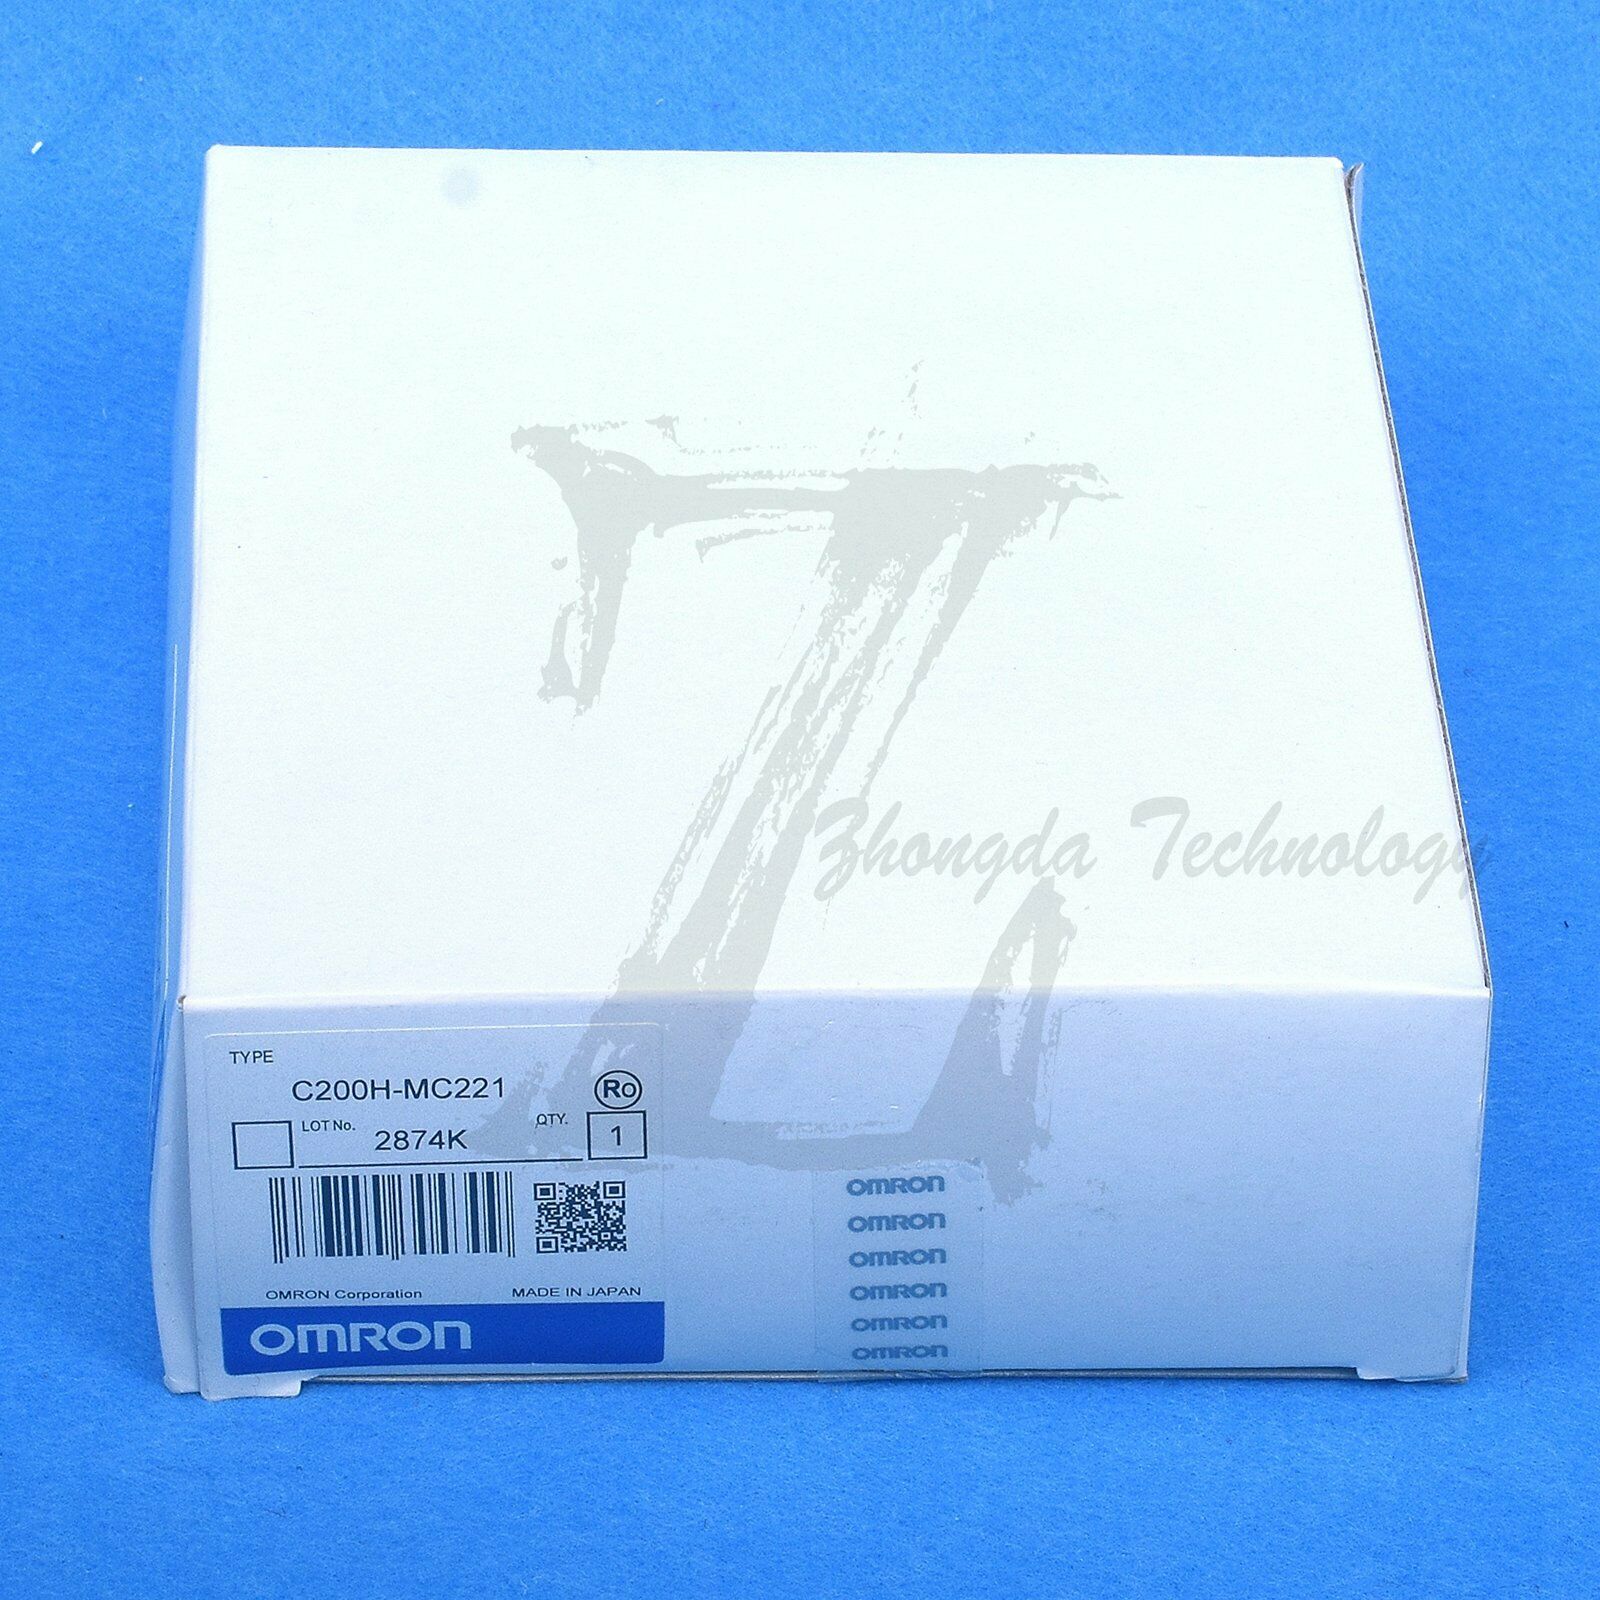 Z
Zhongda Technology
TYPE
C200H-MC221
Ro
LOT No.
2874K
QTY.
1
OMRON Corporation
MADE IN JAPAN
OMRON
OMRON
OMRON
OMRON
OMRON
OMRON
OMRON